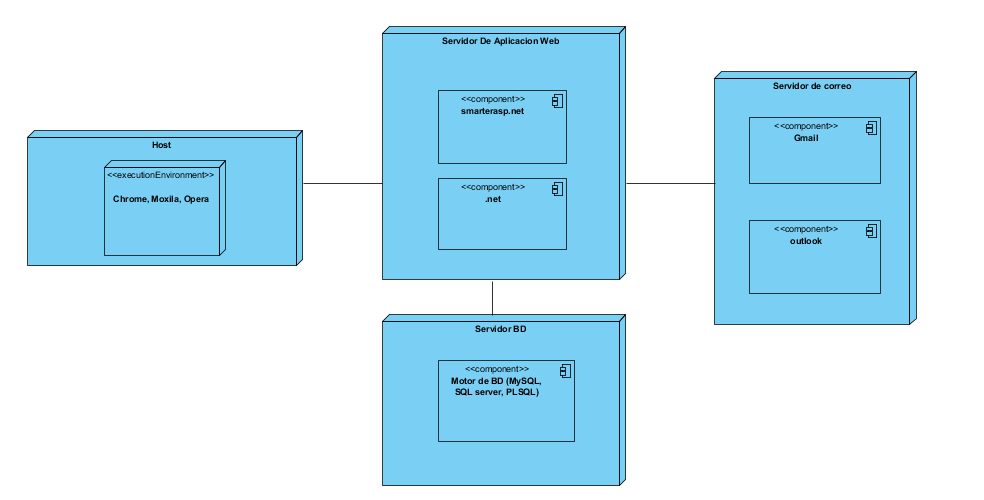 Servidor De Aplicacion Web
<<component>>
smarterasp.net
<<component>>
.net
Servidor de correo
<<component>>
Gmail
<<component>>
outlook
Host
<<executionEnvironment>>
Chrome, Moxila, Opera
Servidor BD
<<component>>
Motor de BD (MySQL,
SQL server, PLSQL)